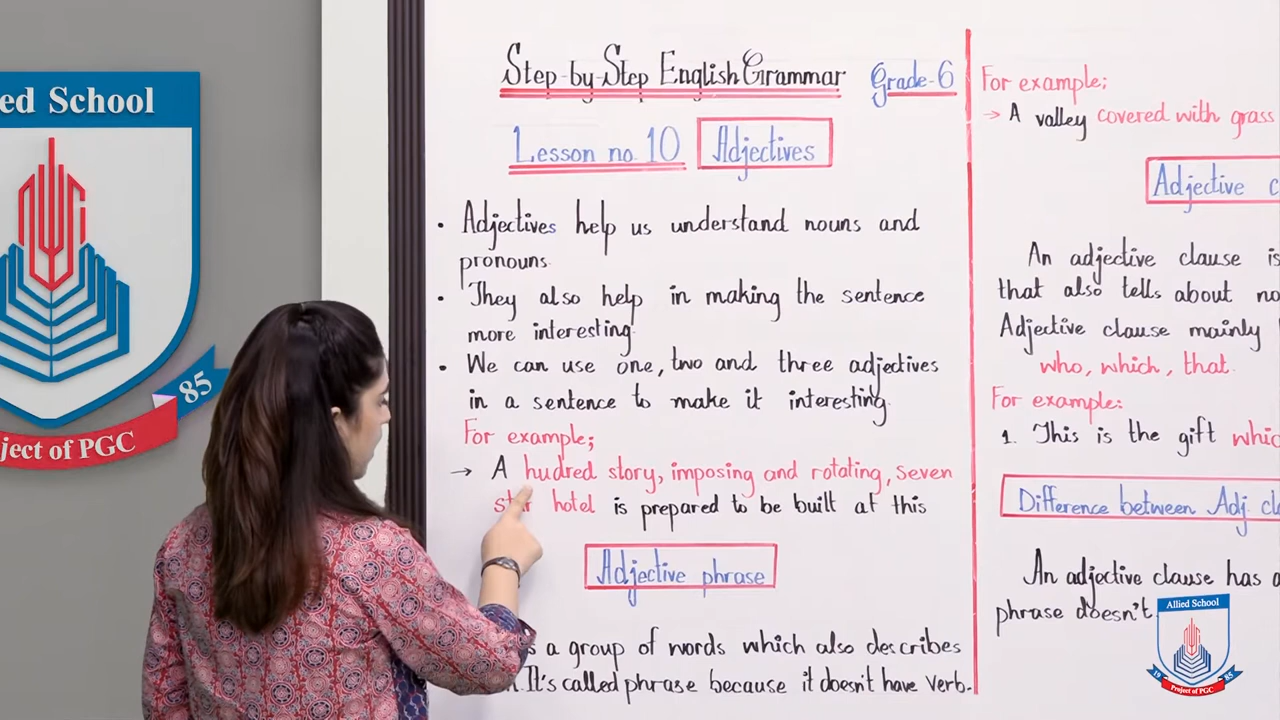 ed School
85
ject of PGC
Step-by-Step English Grammar Grade-6
Lesson no. 10 Adjectives
• Adjectives help us understand nouns and
pronouns.
• They also help in making the sentence
more interesting.
• We can use one, two and three adjectives
in a sentence to make it interesting.
For example;
→ A hudred story, imposing and rotating, seven
star hotel is prepared to be built at this
Adjective phrase
a group of words which also describes
It's called phrase because it doesn't have verb.
For example;
→ A valley covered with grass
Adjective c
An adjective clause is
that also tells about no
Adjective clause mainly
who, which, that.
For example:
1. This is the gift whic
Difference between Adj. cl
An adjective clause has a
phrase doesn't.
Allied School
19 85
Project of PGC